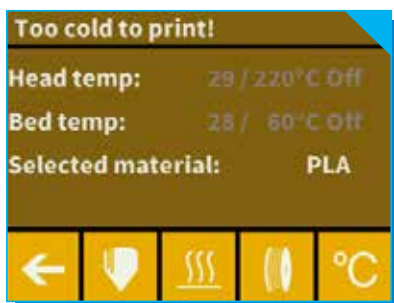 Too cold to print!
Head temp: 29 / 220°C Off
Bed temp: 28 / 60°C Off
Selected material: PLA
°C